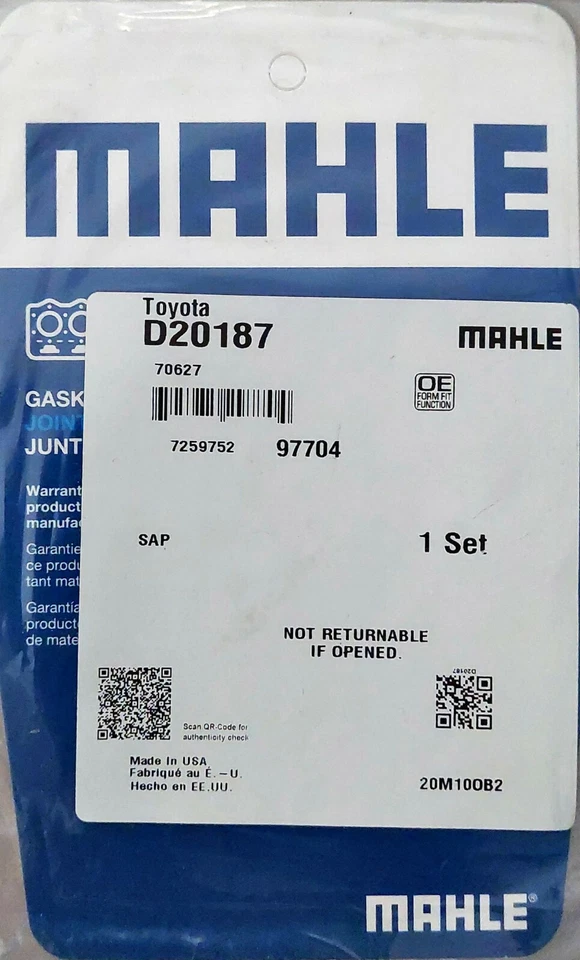 MAHLE
Toyota
D20187
MAHLE
70627
OE
FORM FIT
FUNCTION
7259752 97704
GASK
JOINT
JUNT
Warrant
product
manufac
Garantie
ce produ
tant mat
Garantía
product
de mate
SAP
1 Set
NOT RETURNABLE
IF OPENED.
D20187
Scan QR-Code for
authenticity check
Made In USA
Fabriqué au É.-U.
Hecho en EE.UU.
20M100B2
MAHLE®